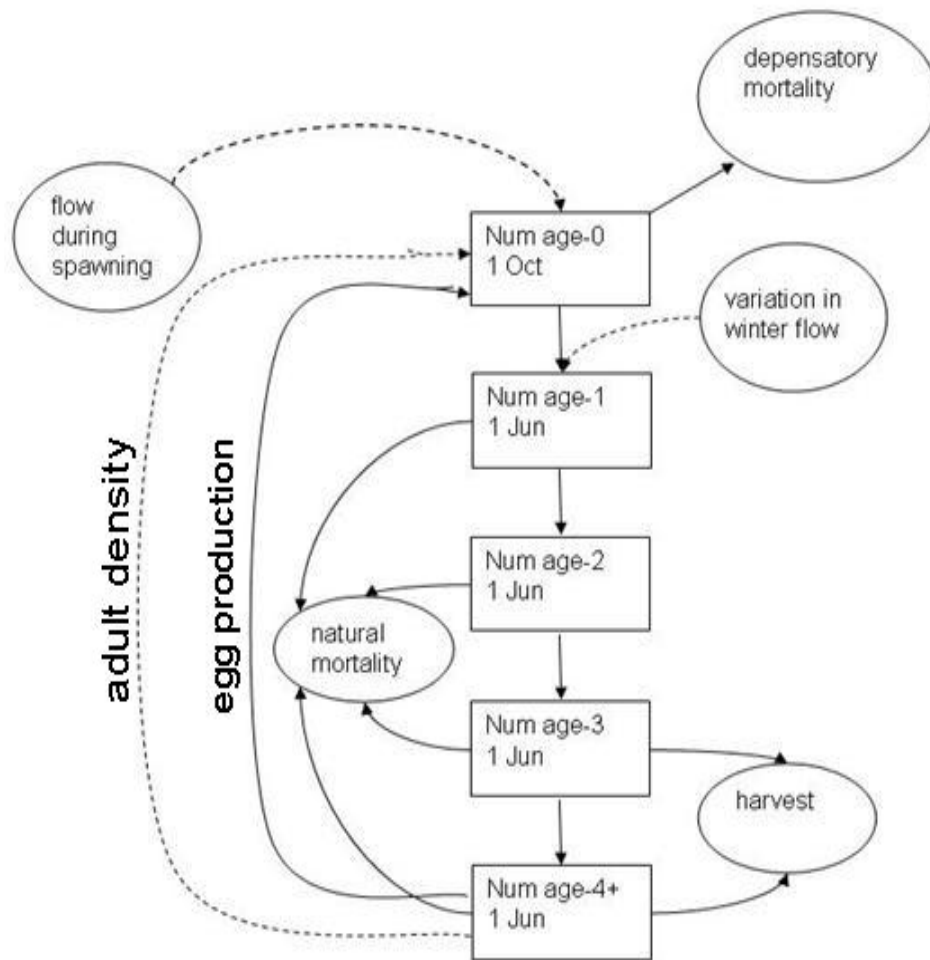 depensatory
mortality
flow
during
spawning
Num age-0
1 Oct
variation in
winter flow
Num age-1
1 Jun
adult density
egg production
Num age-2
1 Jun
natural
mortality
Num age-3
1 Jun
harvest
Num age-4+
1 Jun